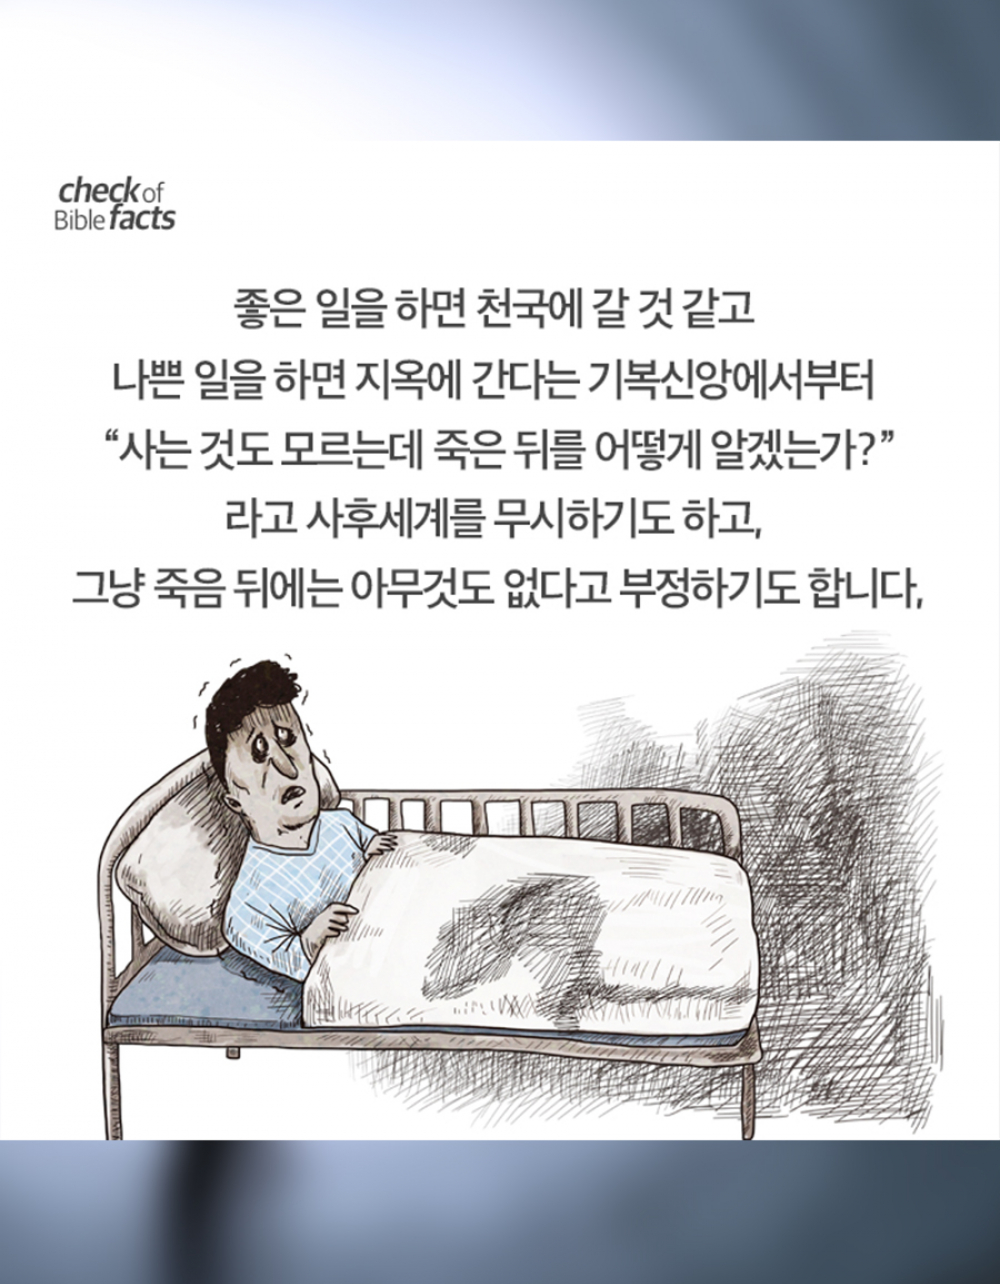 check of
Bible facts
좋은 일을 하면 천국에 갈 것 같고
나쁜 일을 하면 지옥에 간다는 기복신앙에서부터
“사는 것도 모르는데 죽은 뒤를 어떻게 알겠는가?”
라고 사후세계를 무시하기도 하고,
그냥 죽음 뒤에는 아무것도 없다고 부정하기도 합니다,